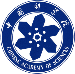 中国科学院
CHINESE ACADEMY OF SCIENCES